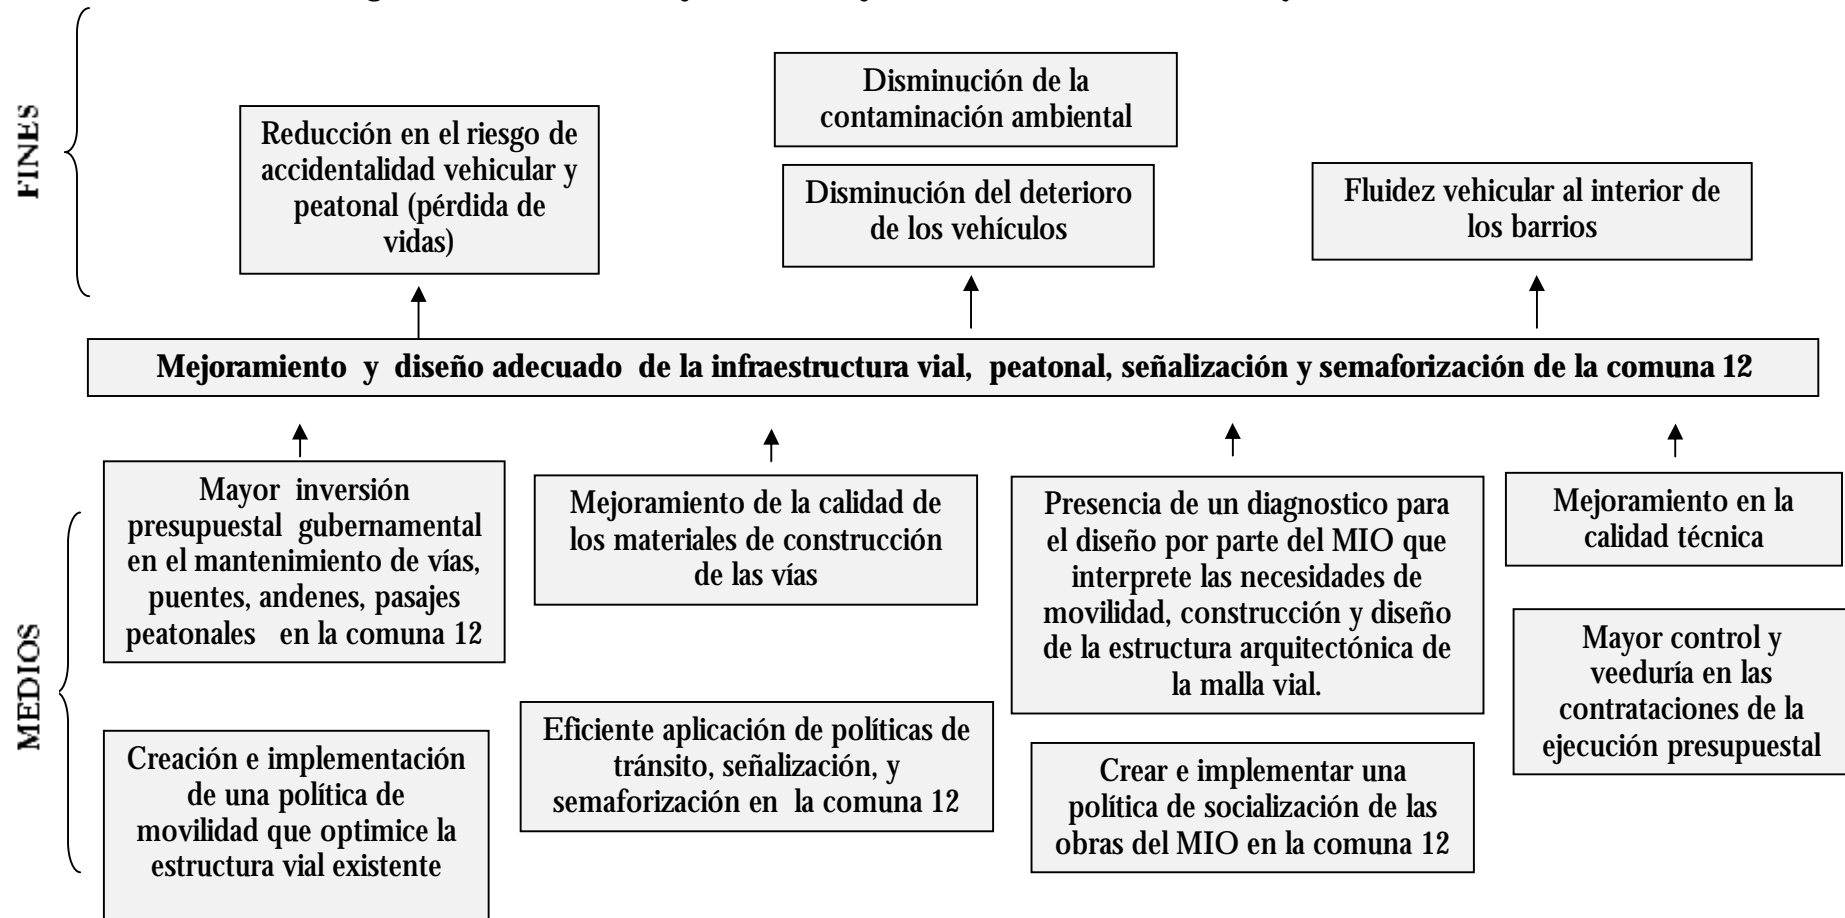 FINES
Disminución de la
contaminación ambiental
Reducción en el riesgo de
accidentalidad vehicular y
peatonal (pérdida de
vidas)
Disminución del deterioro
de los vehículos
Fluidez vehicular al interior de
los barrios
Mejoramiento y diseño adecuado de la infraestructura vial, peatonal, señalización y semaforización de la comuna 12
MEDIOS
Mayor inversión
presupuestal gubernamental
en el mantenimiento de vías,
puentes, andenes, pasajes
peatonales en la comuna 12
Mejoramiento de la calidad de
los materiales de construcción
de las vías
Presencia de un diagnostico para
el diseño por parte del MIO que
interprete las necesidades de
movilidad, construcción y diseño
de la estructura arquitectónica de
la malla vial.
Mejoramiento en la
calidad técnica
Mayor control y
veeduría en las
contrataciones de la
ejecución presupuestal
Creación e implementación
de una política de
movilidad que optimice la
estructura vial existente
Eficiente aplicación de políticas de
tránsito, señalización, y
semaforización en la comuna 12
Crear e implementar una
política de socialización de las
obras del MIO en la comuna 12